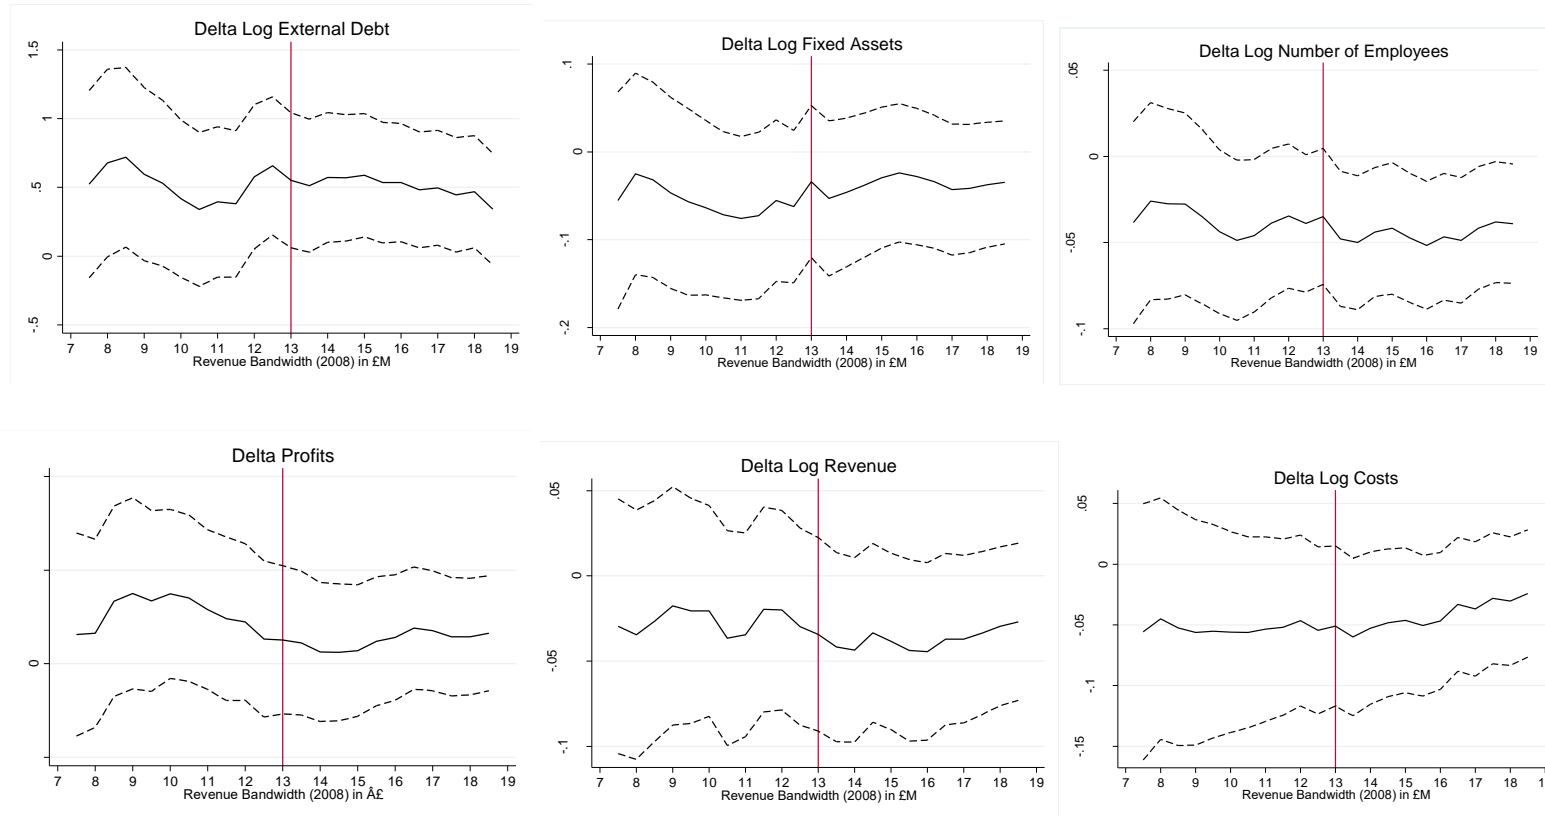 Delta Log External Debt
1.5
1
.5
0
-.5
7 8 9 10 11 12 13 14 15 16 17 18 19
Revenue Bandwidth (2008) in £M
Delta Log Fixed Assets
.1
0
-.1
-.2
7 8 9 10 11 12 13 14 15 16 17 18 19
Revenue Bandwidth (2008) in £M
Delta Log Number of Employees
.05
0
-.05
-.1
7 8 9 10 11 12 13 14 15 16 17 18 19
Revenue Bandwidth (2008) in £M
Delta Profits
0
7 8 9 10 11 12 13 14 15 16 17 18 19
Revenue Bandwidth (2008) in Â£
Delta Log Revenue
.05
0
-.05
-.1
7 8 9 10 11 12 13 14 15 16 17 18 19
Revenue Bandwidth (2008) in £M
Delta Log Costs
.05
0
-.05
-.1
-.15
7 8 9 10 11 12 13 14 15 16 17 18 1
Revenue Bandwidth (2008) in £M